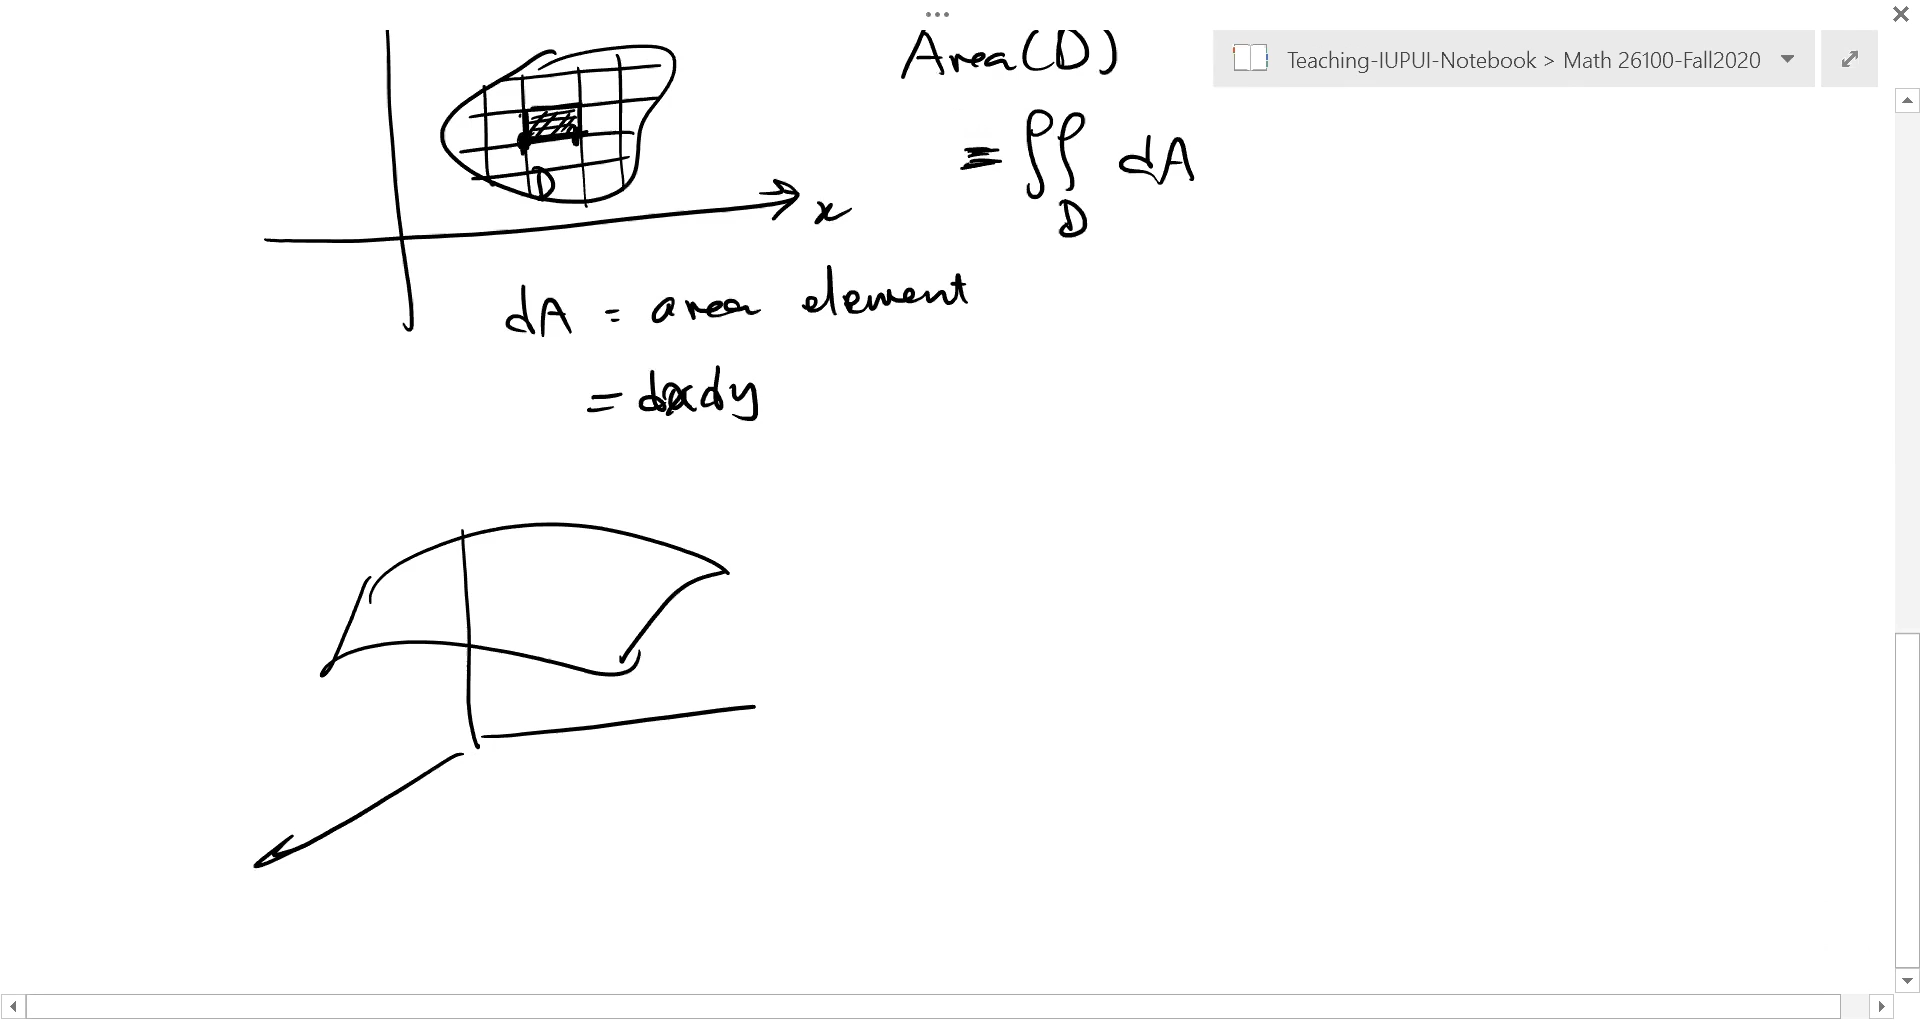 Area(D)
Teaching-IUPUI-Notebook > Math 26100-Fall2020
= ∫∫ dA
D
D
x
dA = area element
= dxdy